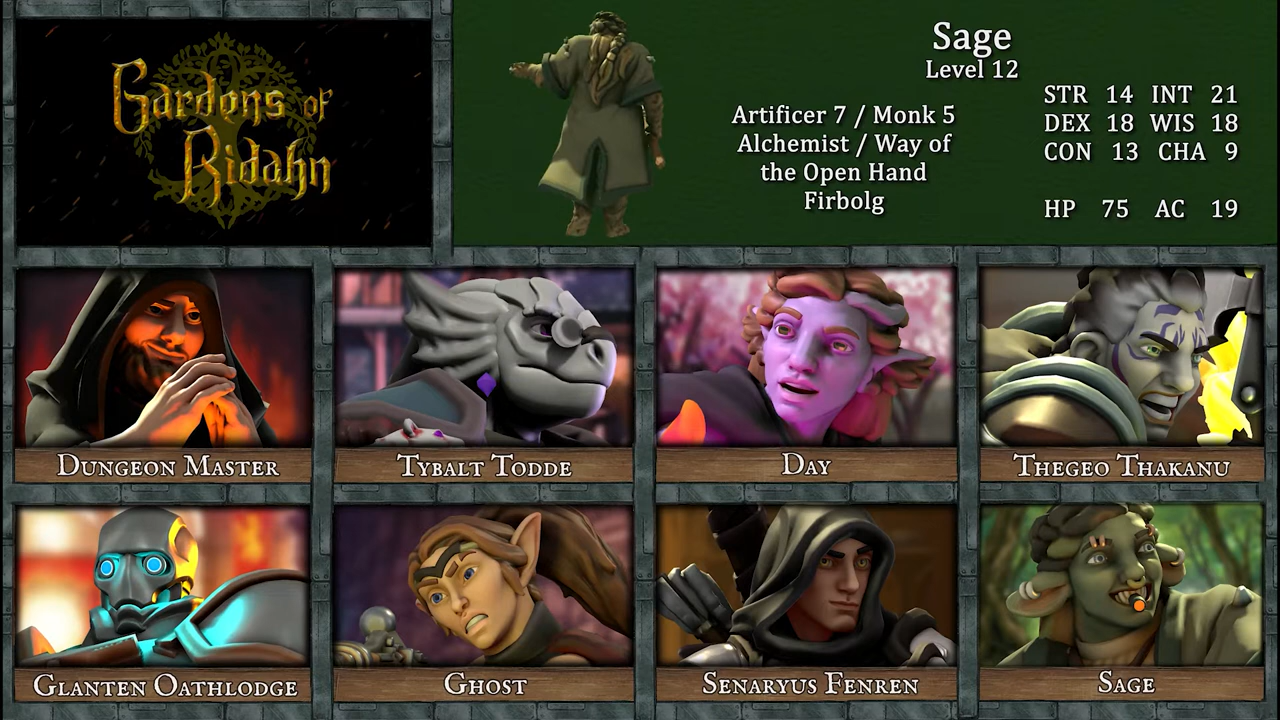 Gardens of
Ridahn
Sage
Level 12
Artificer 7 / Monk 5
Alchemist / Way of
the Open Hand
Firbolg
STR 14 INT 21
DEX 18 WIS 18
CON 13 CHA 9
HP 75 AC 19
Dungeon Master
Tybalt Todde
Day
Thegeo Thakanu
Glanten Oathlodge
Ghost
Senaryus Fenren
Sage